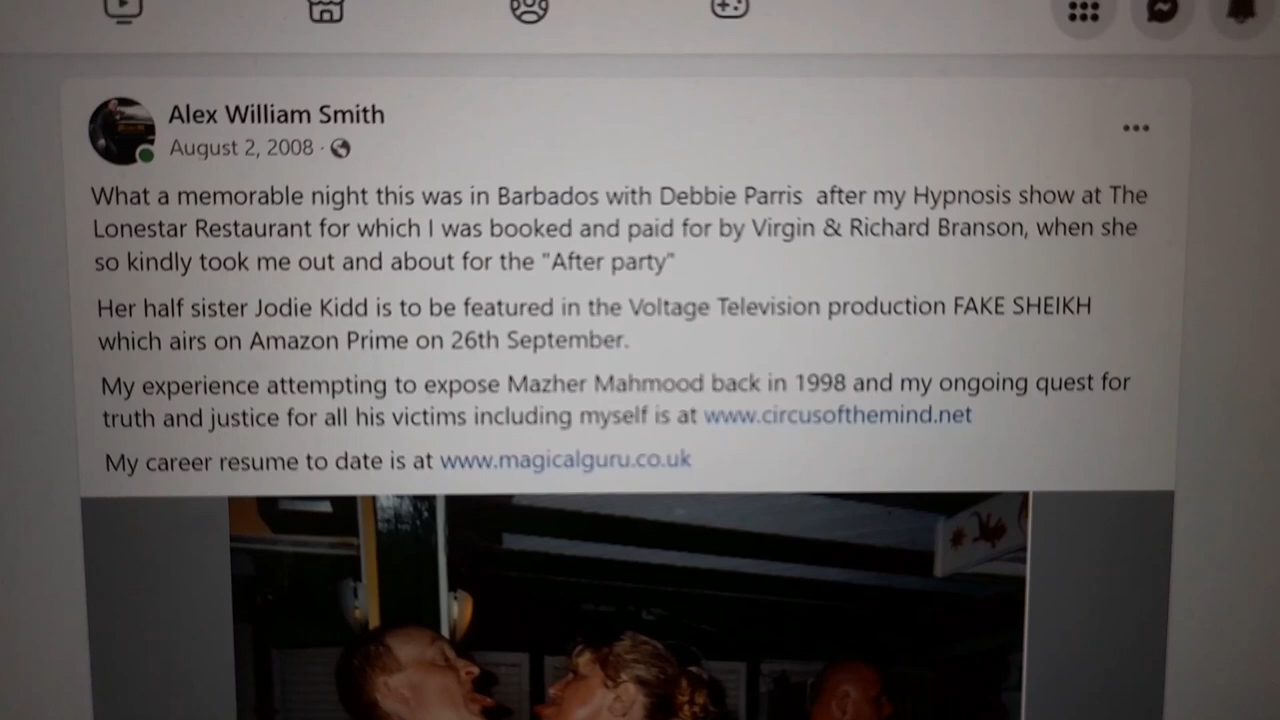 Alex William Smith
August 2, 2008 ·
What a memorable night this was in Barbados with Debbie Parris after my Hypnosis show at The
Lonestar Restaurant for which I was booked and paid for by Virgin & Richard Branson, when she
so kindly took me out and about for the "After party"
Her half sister Jodie Kidd is to be featured in the Voltage Television production FAKE SHEIKH
which airs on Amazon Prime on 26th September.
My experience attempting to expose Mazher Mahmood back in 1998 and my ongoing quest for
truth and justice for all his victims including myself is at www.circusofthemind.net
My career resume to date is at www.magicalguru.co.uk